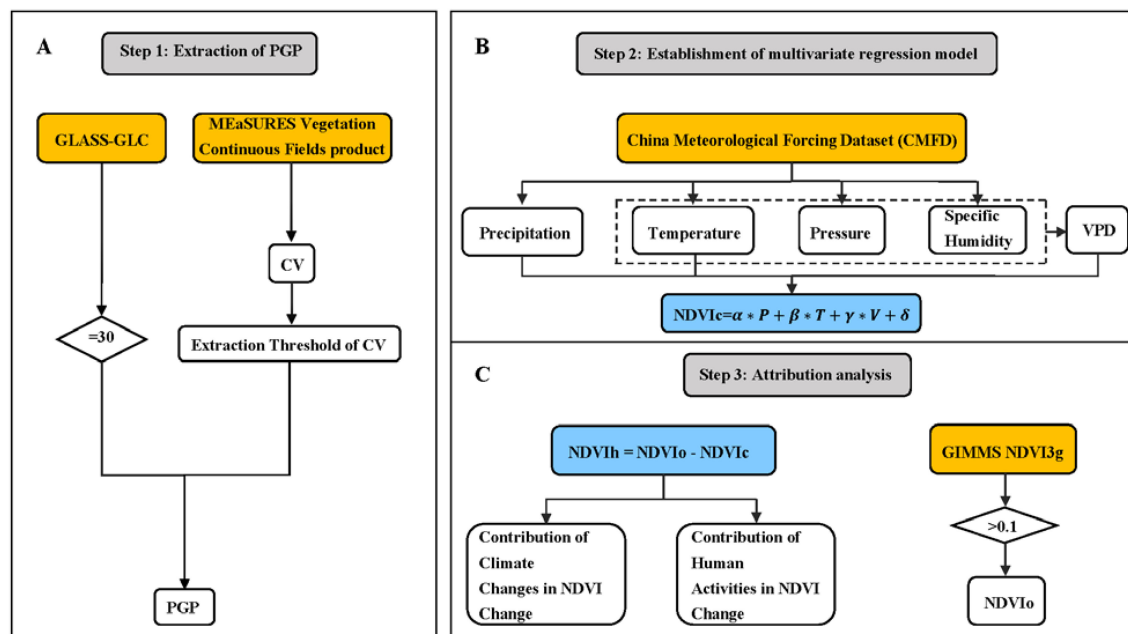 A
Step 1: Extraction of PGP
GLASS-GLC
MEaSURES Vegetation
Continuous Fields product
CV
=30
Extraction Threshold of CV
PGP
B
Step 2: Establishment of multivariate regression model
China Meteorological Forcing Dataset (CMFD)
Precipitation
Temperature
Pressure
Specific
Humidity
VPD
NDVIc=α * P + β * T + γ * V + δ
C
Step 3: Attribution analysis
NDVIh = NDVIo - NDVIc
GIMMS NDVI3g
>0.1
Contribution of
Climate
Changes in NDVI
Change
Contribution of
Human
Activities in NDVI
Change
NDVIo